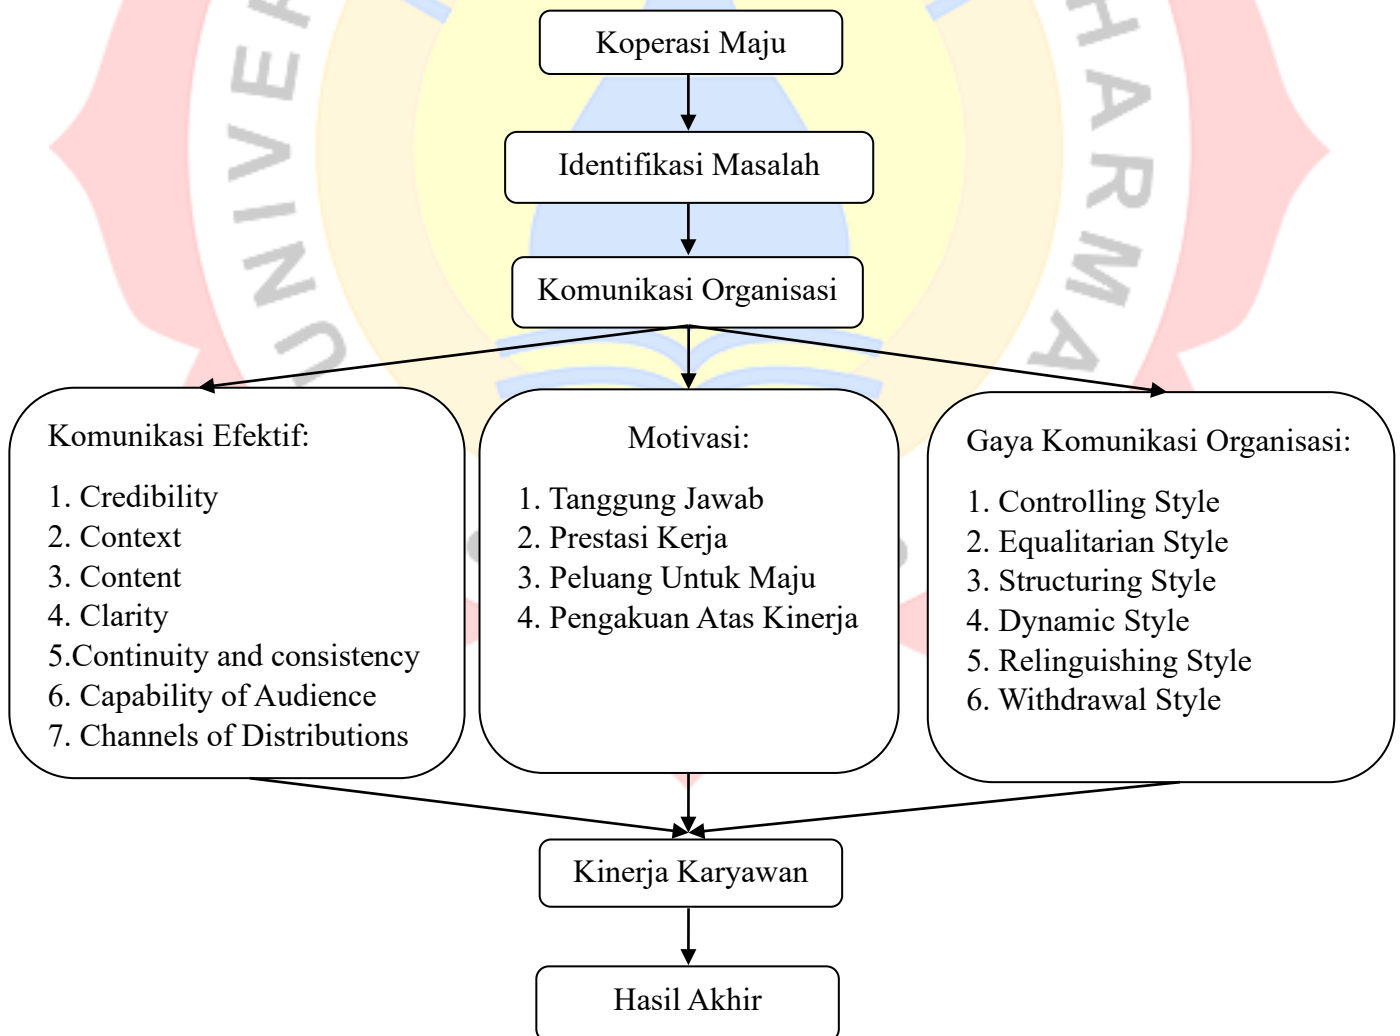 Koperasi Maju
Identifikasi Masalah
Komunikasi Organisasi
Komunikasi Efektif:
1. Credibility
2. Context
3. Content
4. Clarity
5.Continuity and consistency
6. Capability of Audience
7. Channels of Distributions
Motivasi:
1. Tanggung Jawab
2. Prestasi Kerja
3. Peluang Untuk Maju
4. Pengakuan Atas Kinerja
Gaya Komunikasi Organisasi:
1. Controlling Style
2. Equalitarian Style
3. Structuring Style
4. Dynamic Style
5. Relinguishing Style
6. Withdrawal Style
Kinerja Karyawan
Hasil Akhir